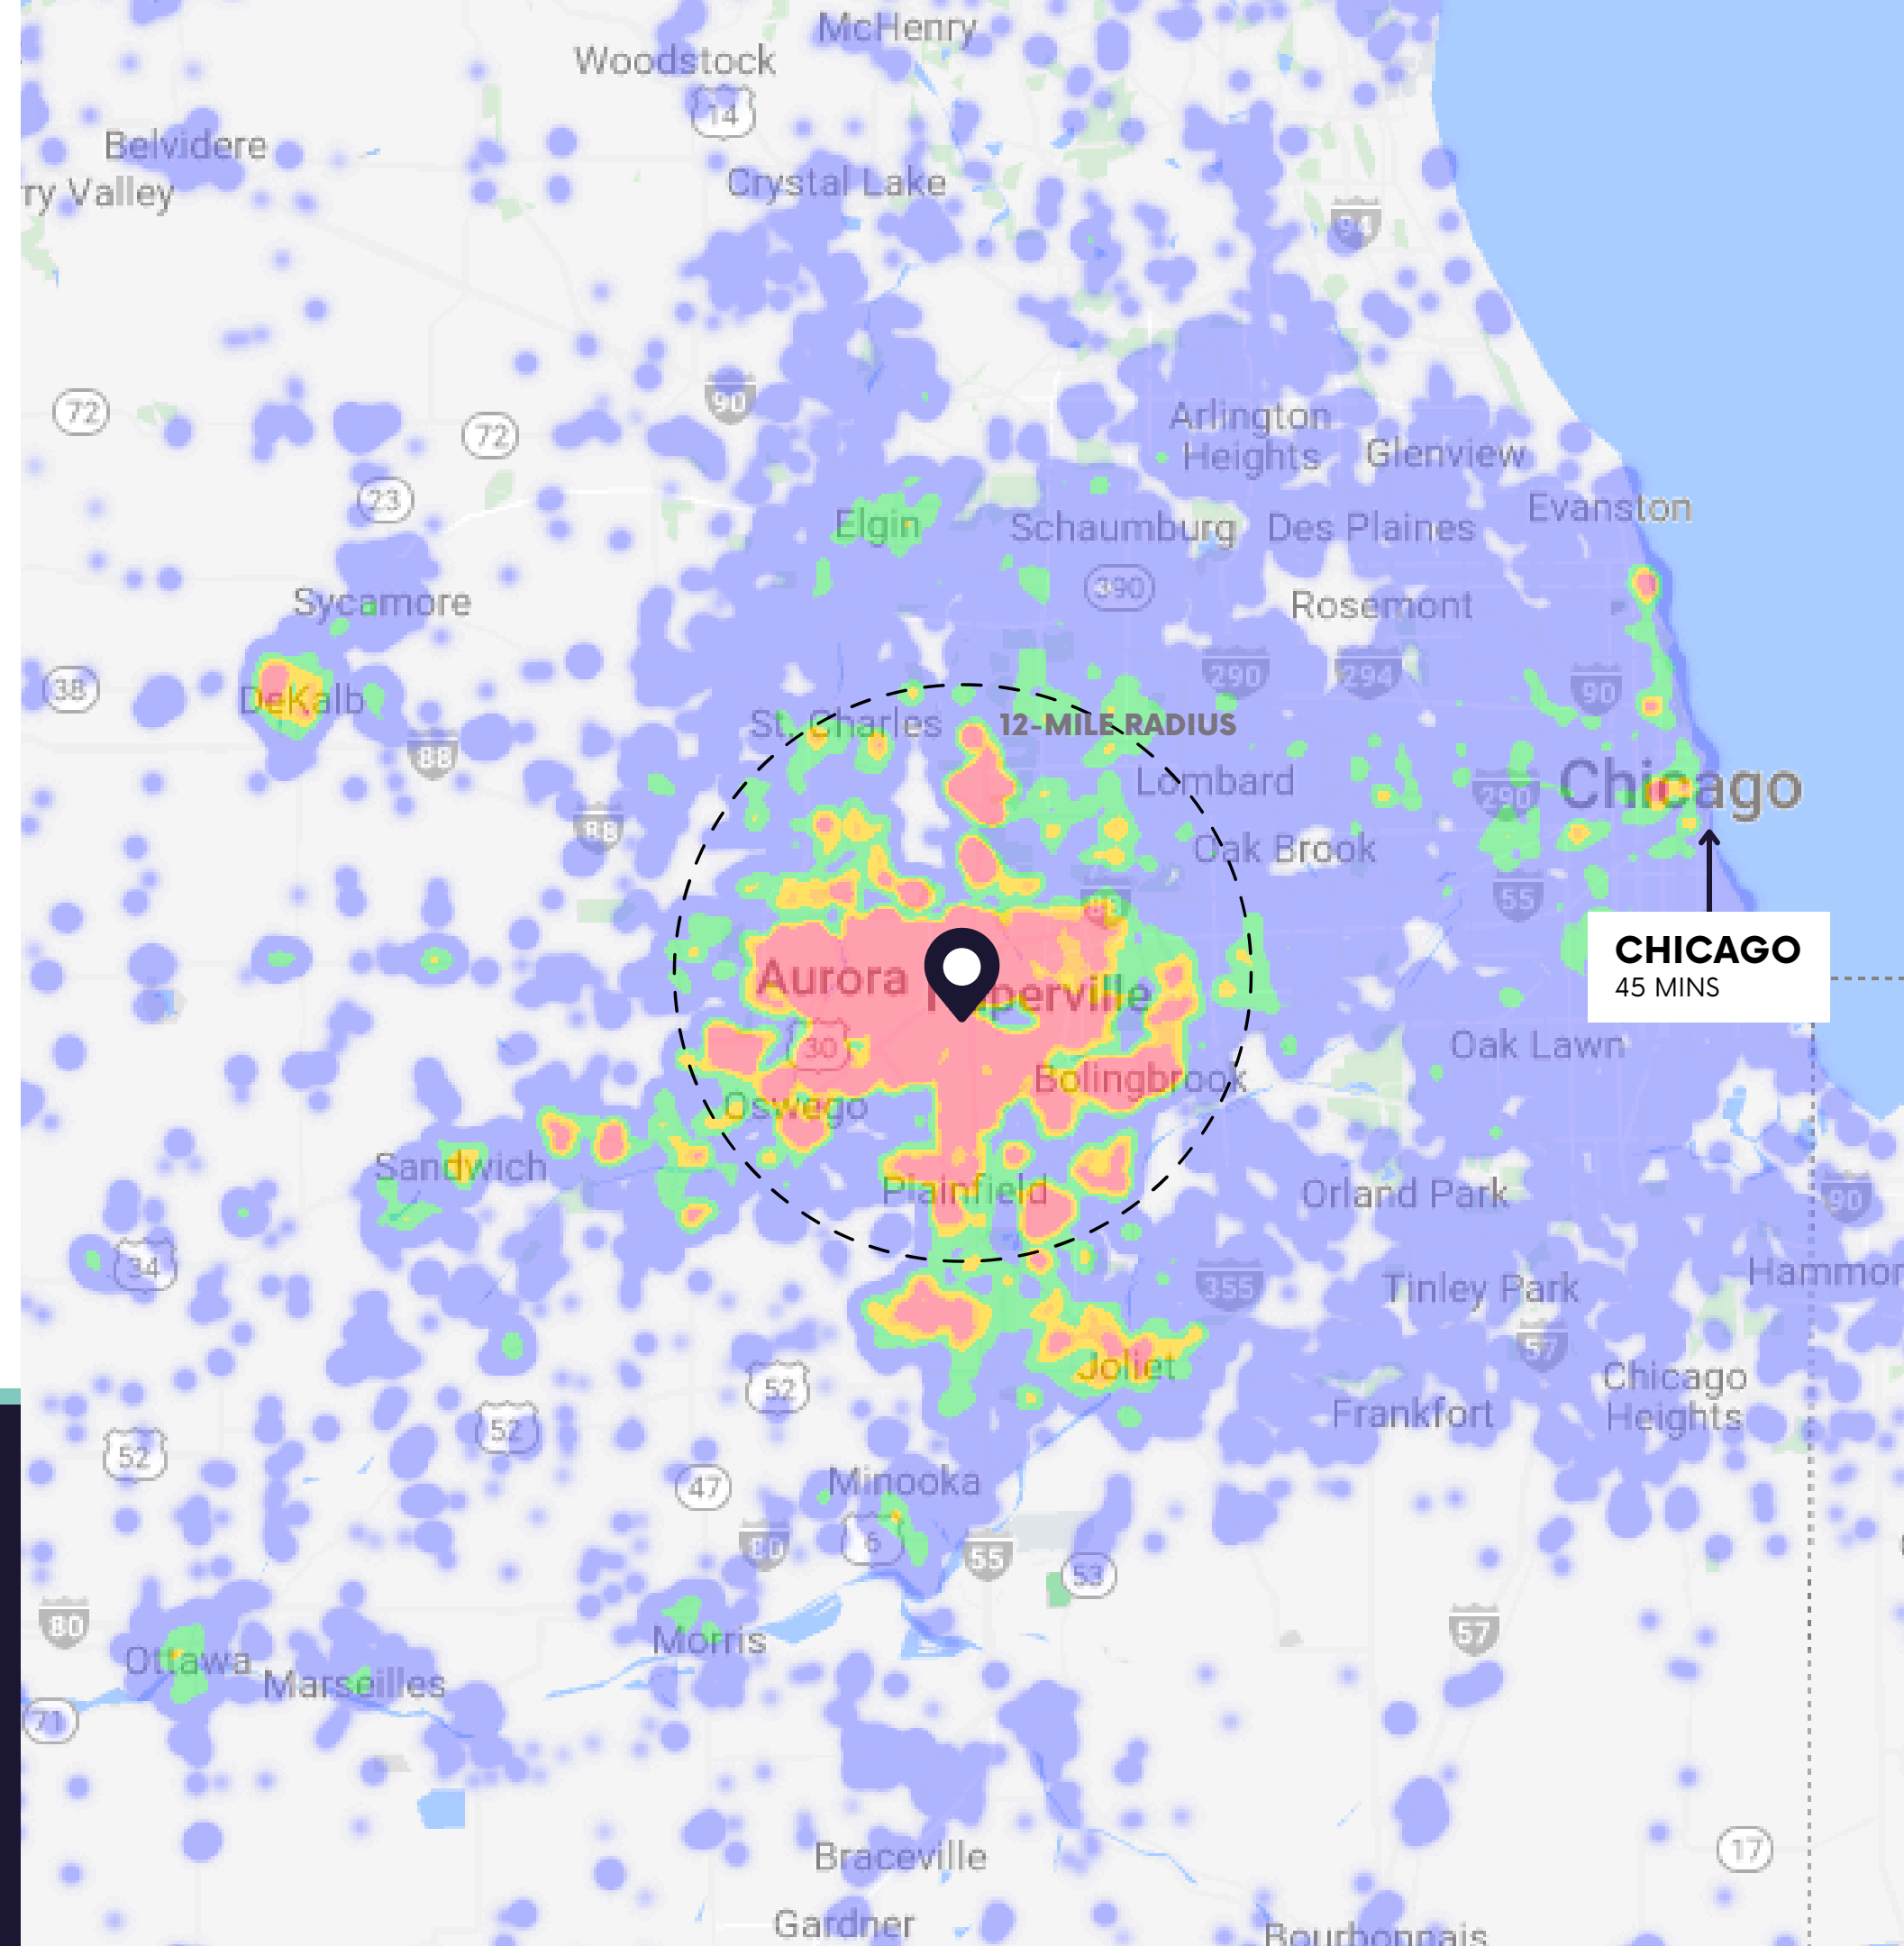 McHenry
Woodstock
14
Belvidere
ry Valley
Crystal Lake
94
90
72
72
Arlington
Heights
Glenview
23
Evanston
Elgin
Schaumburg
Des Plaines
390
Sycamore
Rosemont
38
DeKalb
290
294
90
St. Charles
12-MILE RADIUS
88
Lombard
290
Chicago
88
Oak Brook
88
55
CHICAGO
45 MINS
Aurora
perville
30
Oak Lawn
Bolingbrook
Oswego
Sandwich
Plainfield
Orland Park
90
34
355
Tinley Park
Hammor
57
Joliet
52
Chicago
Heights
52
52
Frankfort
47
Minooka
80
6
55
53
80
57
Ottawa
Morris
Marseilles
71
Braceville
17
Gardner
Bourbonnais